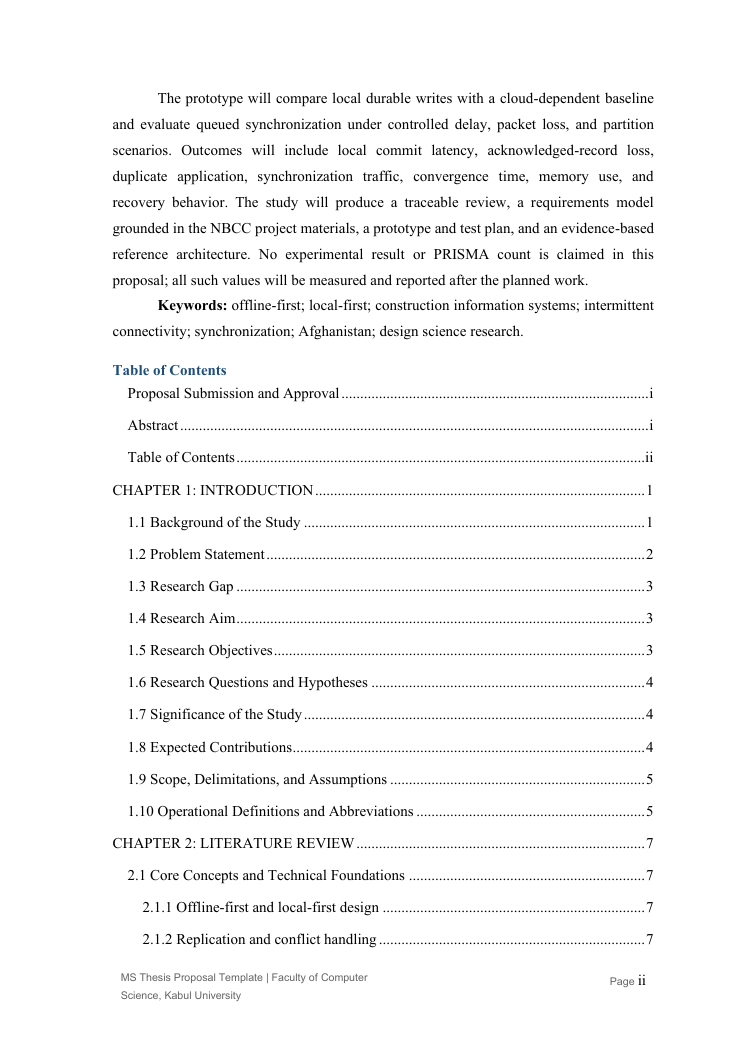 The prototype will compare local durable writes with a cloud-dependent baseline
and evaluate queued synchronization under controlled delay, packet loss, and partition
scenarios. Outcomes will include local commit latency, acknowledged-record loss,
duplicate application, synchronization traffic, convergence time, memory use, and
recovery behavior. The study will produce a traceable review, a requirements model
grounded in the NBCC project materials, a prototype and test plan, and an evidence-based
reference architecture. No experimental result or PRISMA count is claimed in this
proposal; all such values will be measured and reported after the planned work.
Keywords: offline-first; local-first; construction information systems; intermittent
connectivity; synchronization; Afghanistan; design science research.
Table of Contents
Proposal Submission and Approval....................i
Abstract....................i
Table of Contents....................ii
CHAPTER 1: INTRODUCTION....................1
1.1 Background of the Study....................1
1.2 Problem Statement....................2
1.3 Research Gap....................3
1.4 Research Aim....................3
1.5 Research Objectives....................3
1.6 Research Questions and Hypotheses....................4
1.7 Significance of the Study....................4
1.8 Expected Contributions....................4
1.9 Scope, Delimitations, and Assumptions....................5
1.10 Operational Definitions and Abbreviations....................5
CHAPTER 2: LITERATURE REVIEW....................7
2.1 Core Concepts and Technical Foundations....................7
2.1.1 Offline-first and local-first design....................7
2.1.2 Replication and conflict handling....................7
MS Thesis Proposal Template | Faculty of Computer
Science, Kabul University
Page ii